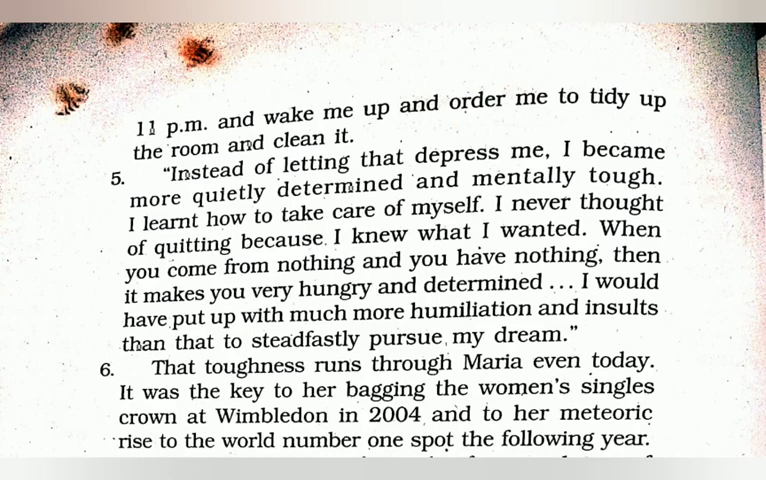 11 p.m. and wake me up and order me to tidy up
the room and clean it.
5. "Instead of letting that depress me, I became
more quietly determined and mentally tough.
I learnt how to take care of myself. I never thought
of quitting because I knew what I wanted. When
you come from nothing and you have nothing, then
it makes you very hungry and determined ... I would
have put up with much more humiliation and insults
than that to steadfastly pursue my dream."
6. That toughness runs through Maria even today.
It was the key to her bagging the women's singles
crown at Wimbledon in 2004 and to her meteoric
rise to the world number one spot the following year.